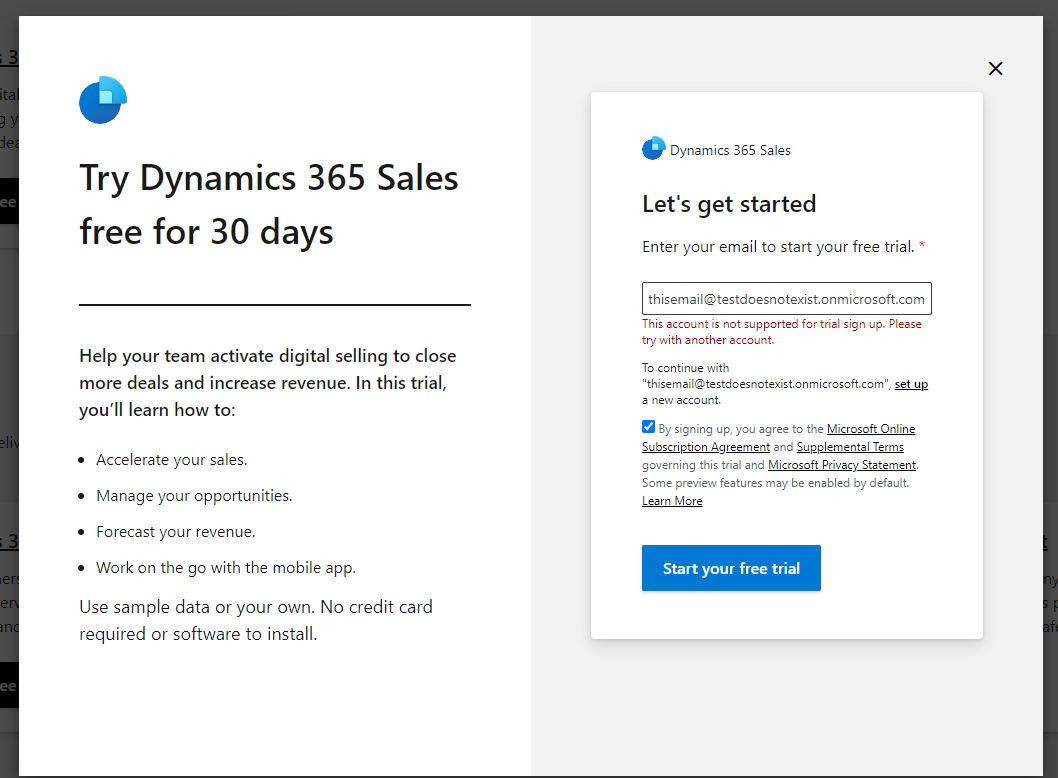 Try Dynamics 365 Sales
free for 30 days
Help your team activate digital selling to close
more deals and increase revenue. In this trial,
you’ll learn how to:
Accelerate your sales.
Manage your opportunities.
Forecast your revenue.
Work on the go with the mobile app.
Use sample data or your own. No credit card
required or software to install.
Dynamics 365 Sales
Let's get started
Enter your email to start your free trial. *
thisemail@testdoesnotexist.onmicrosoft.com
This account is not supported for trial sign up. Please
try with another account.
To continue with
"thisemail@testdoesnotexist.onmicrosoft.com", set up
a new account.
By signing up, you agree to the Microsoft Online
Subscription Agreement and Supplemental Terms
governing this trial and Microsoft Privacy Statement.
Some preview features may be enabled by default.
Learn More
Start your free trial